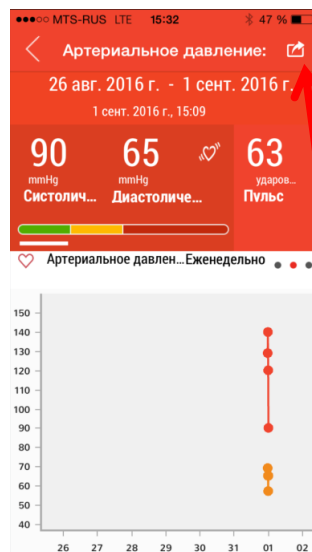 MTS-RUS LTE 15:32 47 %
Артериальное давление:
26 авг. 2016 г. - 1 сент. 2016 г.
1 сент. 2016 г., 15:09
90 65 63
mmHg mmHg ударов...
Систолич... Диастоличе... Пульс
Артериальное давлен... Еженедельно
150
140
130
120
110
100
90
80
70
60
50
40
26 27 28 29 30 31 01 02